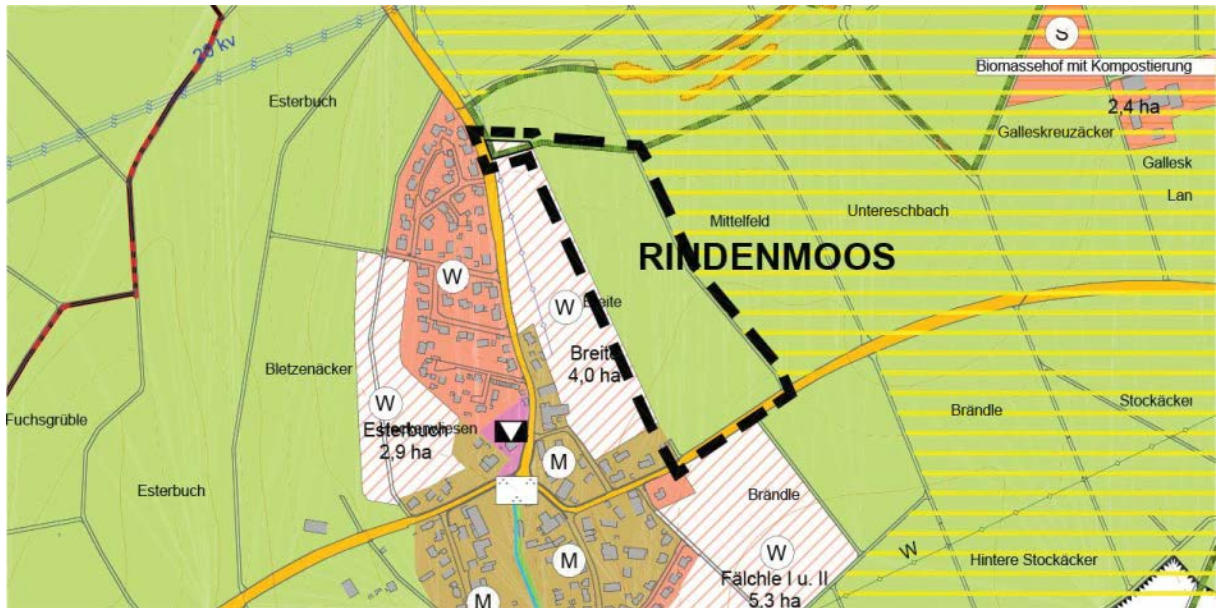 20 kv
S
Biomassehof mit Kompostierung
2,4 ha
Esterbuch
Galleskreuzäcker
Gallesk
Lan
Untereschbach
Mittelfeld
RINDENMOOS
W
W
Breite
Breite
4,0 ha
Bletzenäcker
Fuchsgrüble
W
Esterbuch
2,9 ha
Brändle
Stockäcker
M
Esterbuch
Brändle
W
W
Hintere Stockäcker
M
Fälchle I u. II
5,3 ha
M